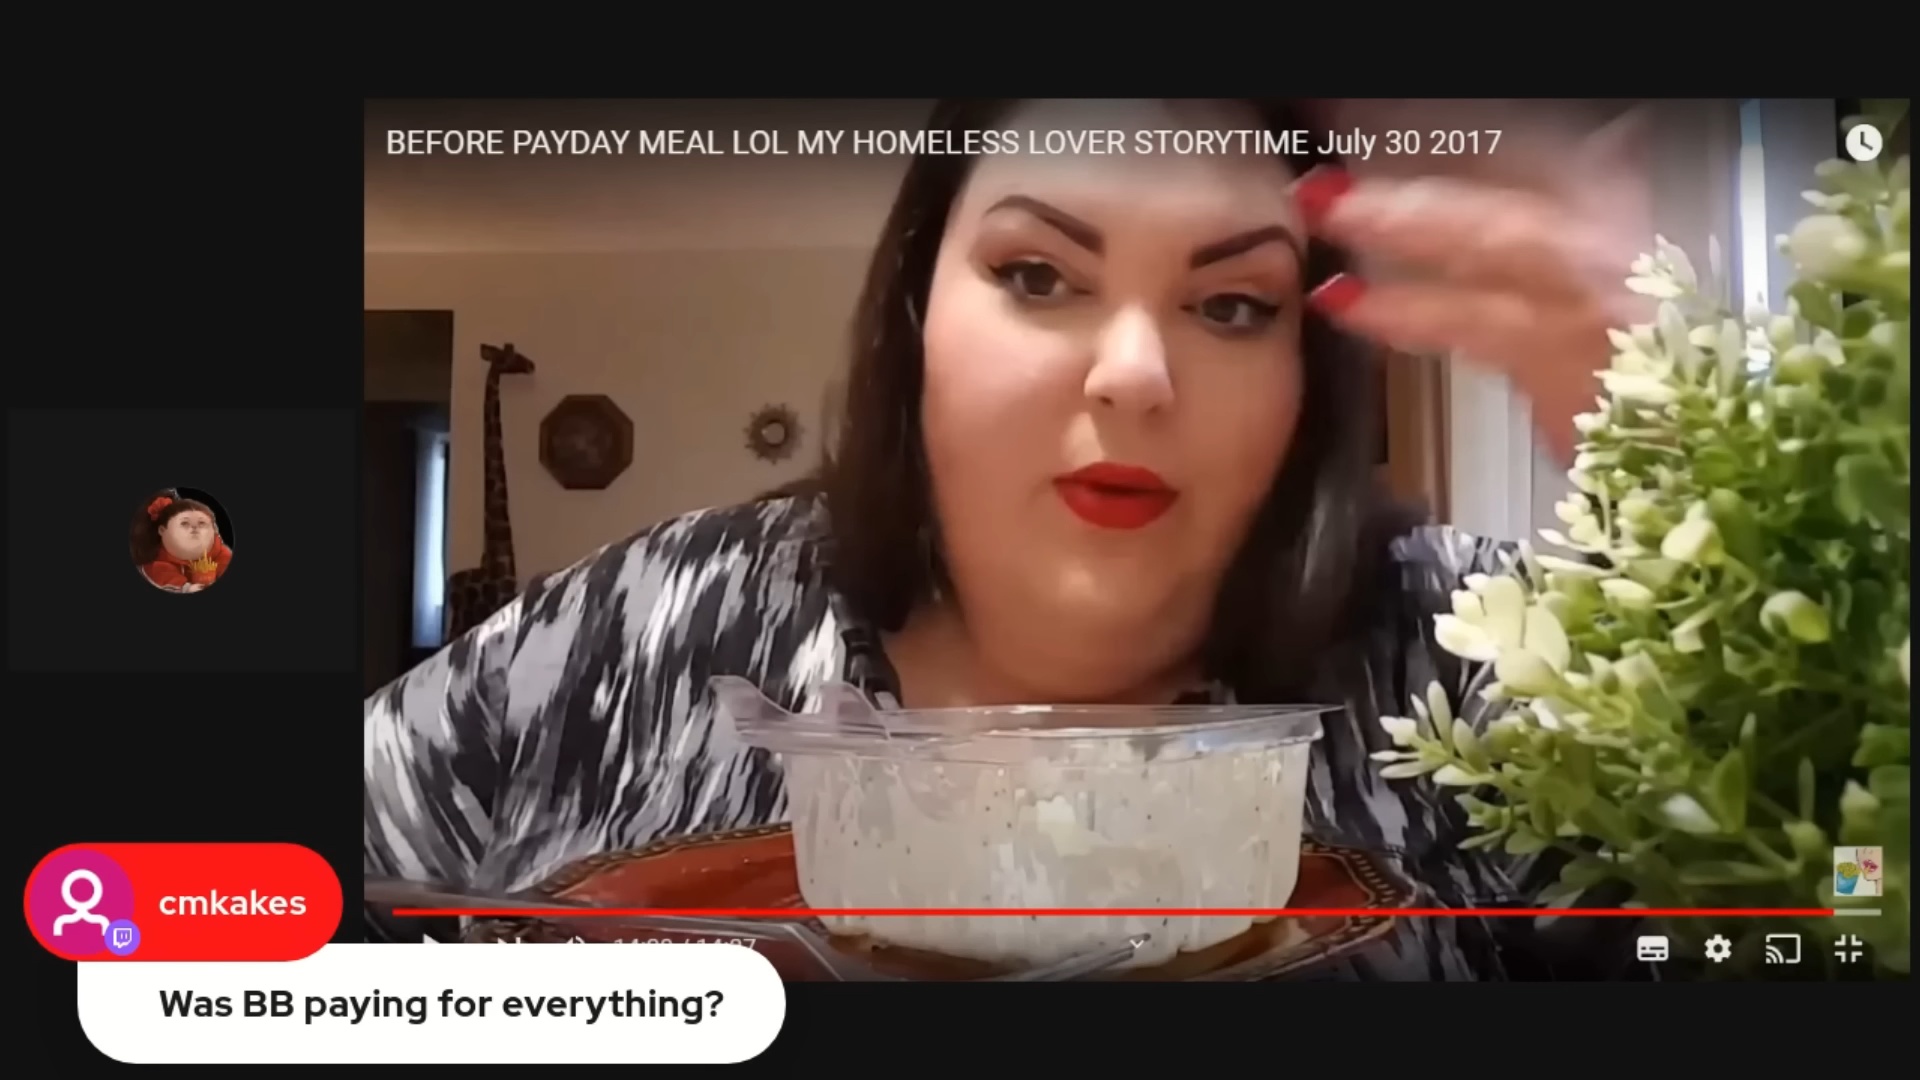 BEFORE PAYDAY MEAL LOL MY HOMELESS LOVER STORYTIME July 30 2017
cmkakes
Was BB paying for everything?